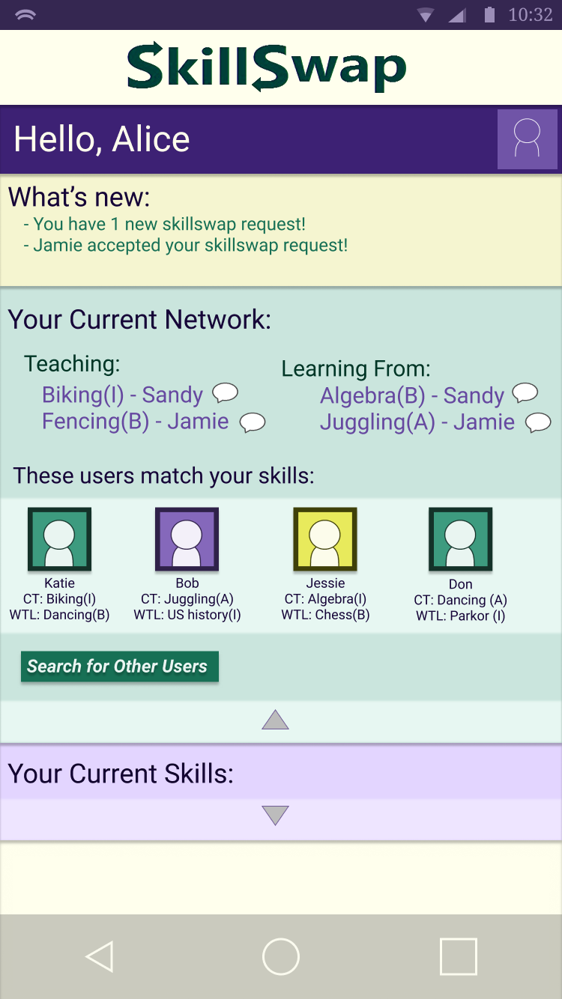 10:32
SkillSwap
Hello, Alice
What's new:
- You have 1 new skillswap request!
- Jamie accepted your skillswap request!
Your Current Network:
Teaching:
Biking(I) - Sandy
Fencing(B) - Jamie
Learning From:
Algebra(B) - Sandy
Juggling(A) - Jamie
These users match your skills:
Katie
CT: Biking(I)
WTL: Dancing(B)
Bob
CT: Juggling(A)
WTL: US history(I)
Jessie
CT: Algebra(I)
WTL: Chess(B)
Don
CT: Dancing (A)
WTL: Parkor (I)
Search for Other Users
Your Current Skills: